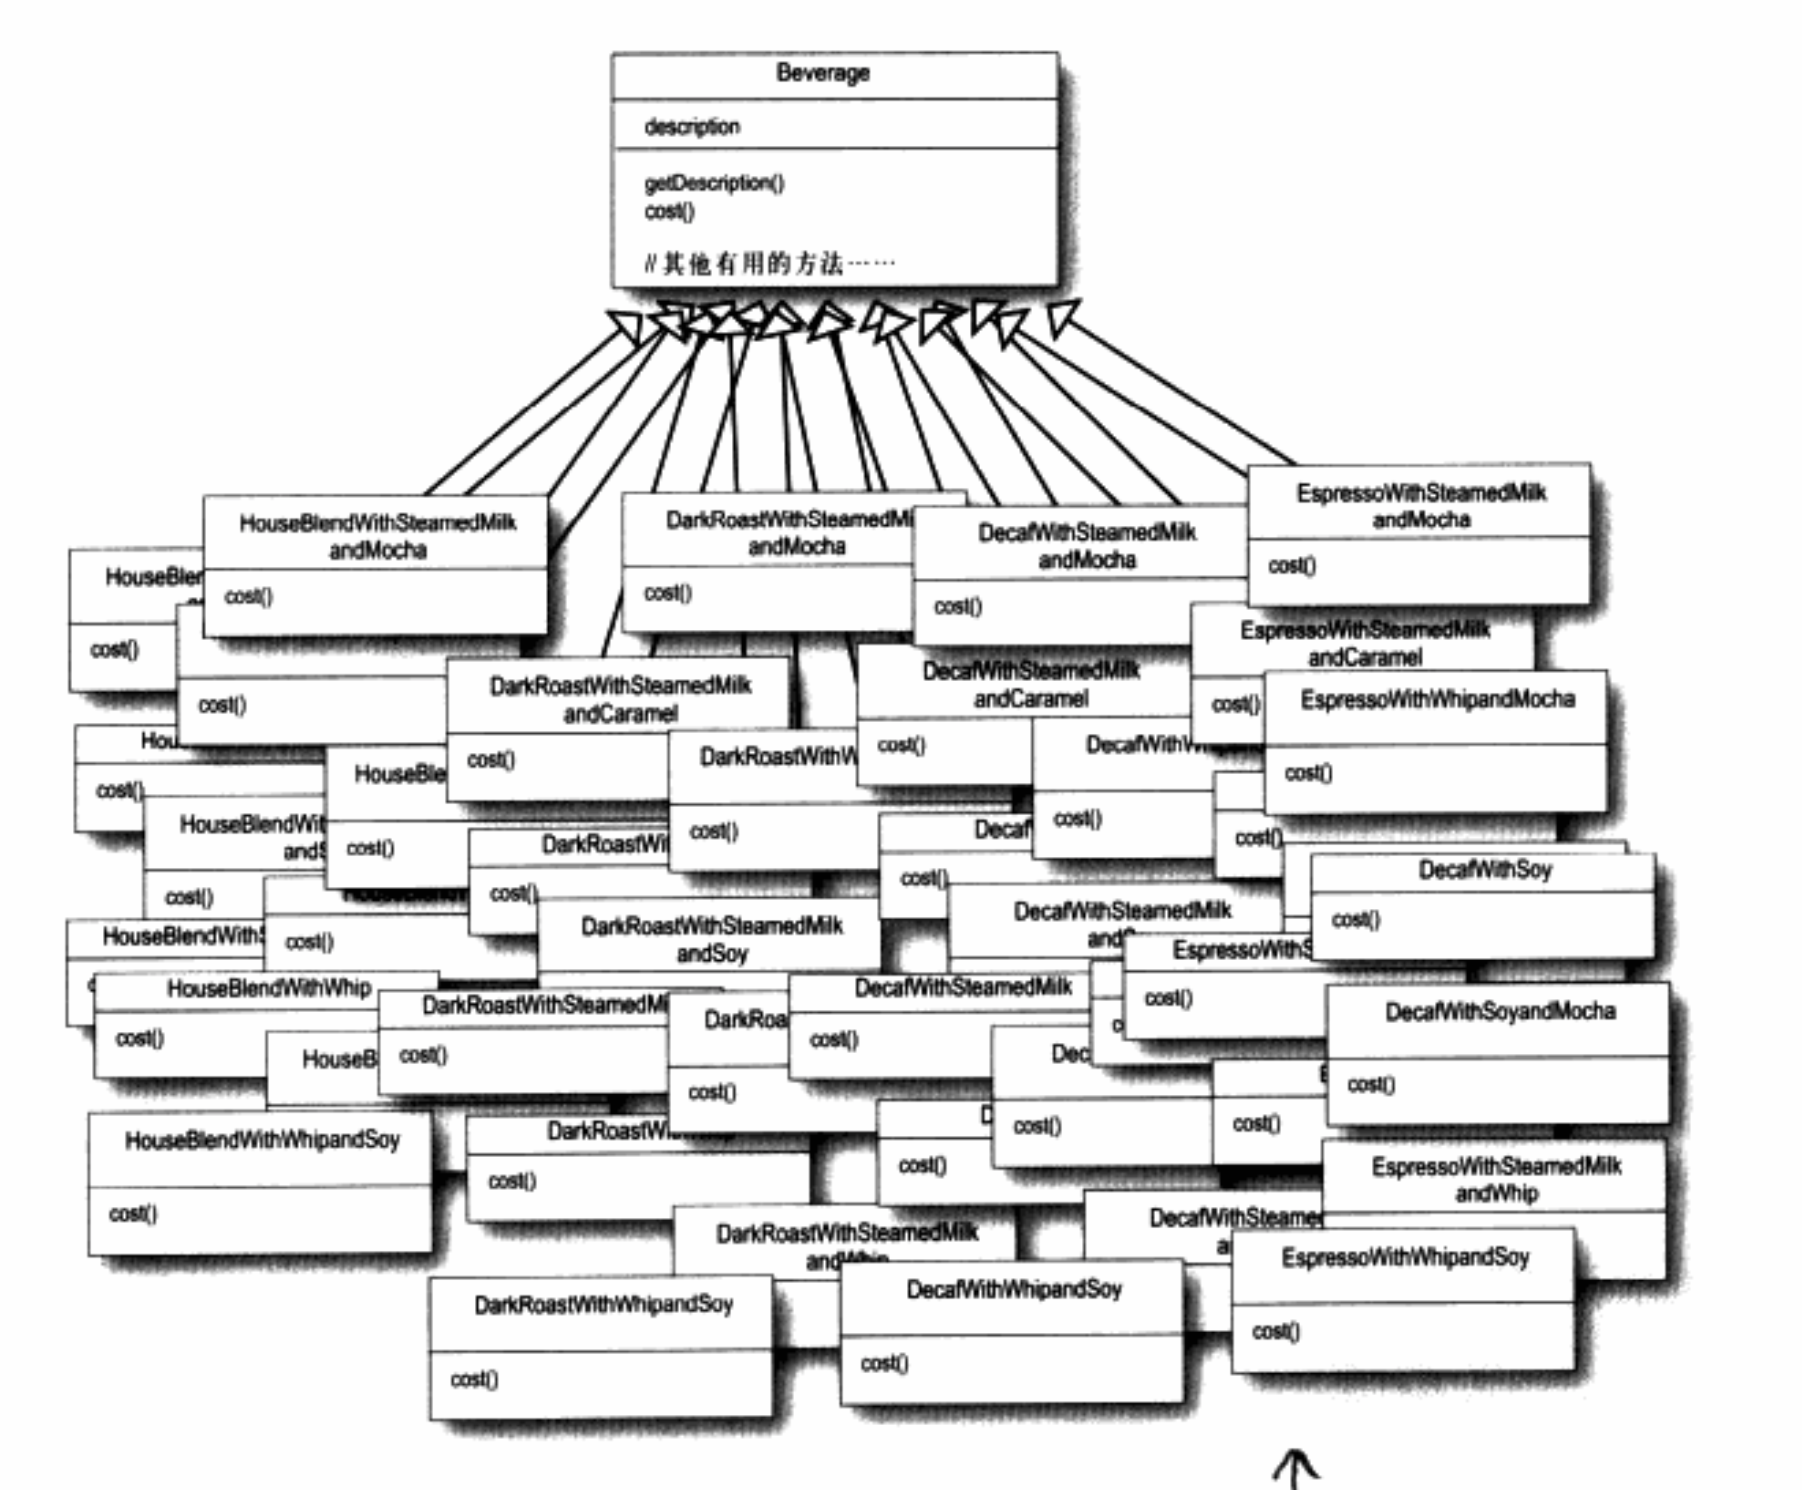 Beverage
description
getDescription()
cost()
//其他有用的方法……
HouseBlendWithSteamedMilk
andMocha
cost()
DarkRoastWithSteamedMi
andMocha
cost()
DecafWithSteamedMilk
andMocha
cost()
EspressoWithSteamedMilk
andMocha
cost()
HouseBlen
cost()
cost()
DarkRoastWithSteamedMilk
andCaramel
cost()
DecafWithSteamedMilk
andCaramel
cost()
EspressoWithSteamedMilk
andCaramel
cost()
EspressoWithWhipandMocha
cost()
Hou
cost()
HouseBle
cost()
DarkRoastWithW
cost()
DecafWithW
cost()
cost()
HouseBlendWit
and
cost()
DarkRoastWit
cost()
Decaf
cost()
DecafWithSoy
cost()
HouseBlendWithS
cost()
DarkRoastWithSteamedMilk
andSoy
DecafWithSteamedMilk
and
EspressoWithS
cost()
HouseBlendWithWhip
cost()
DarkRoastWithSteamedMi
cost()
DarkRoa
cost()
DecafWithSteamedMilk
cost()
DecafWithSoyandMocha
cost()
HouseB
Dec
cost()
cost()
HouseBlendWithWhipandSoy
cost()
DarkRoastWi
cost()
D
cost()
EspressoWithSteamedMilk
andWhip
DarkRoastWithSteamedMilk
andWhip
DecafWithSteamed
a
EspressoWithWhipandSoy
cost()
DarkRoastWithWhipandSoy
cost()
DecafWithWhipandSoy
cost()